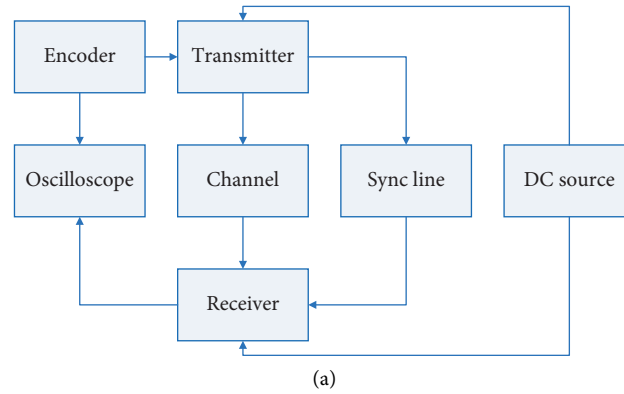 Encoder
Transmitter
Oscilloscope
Channel
Sync line
DC source
Receiver
(a)